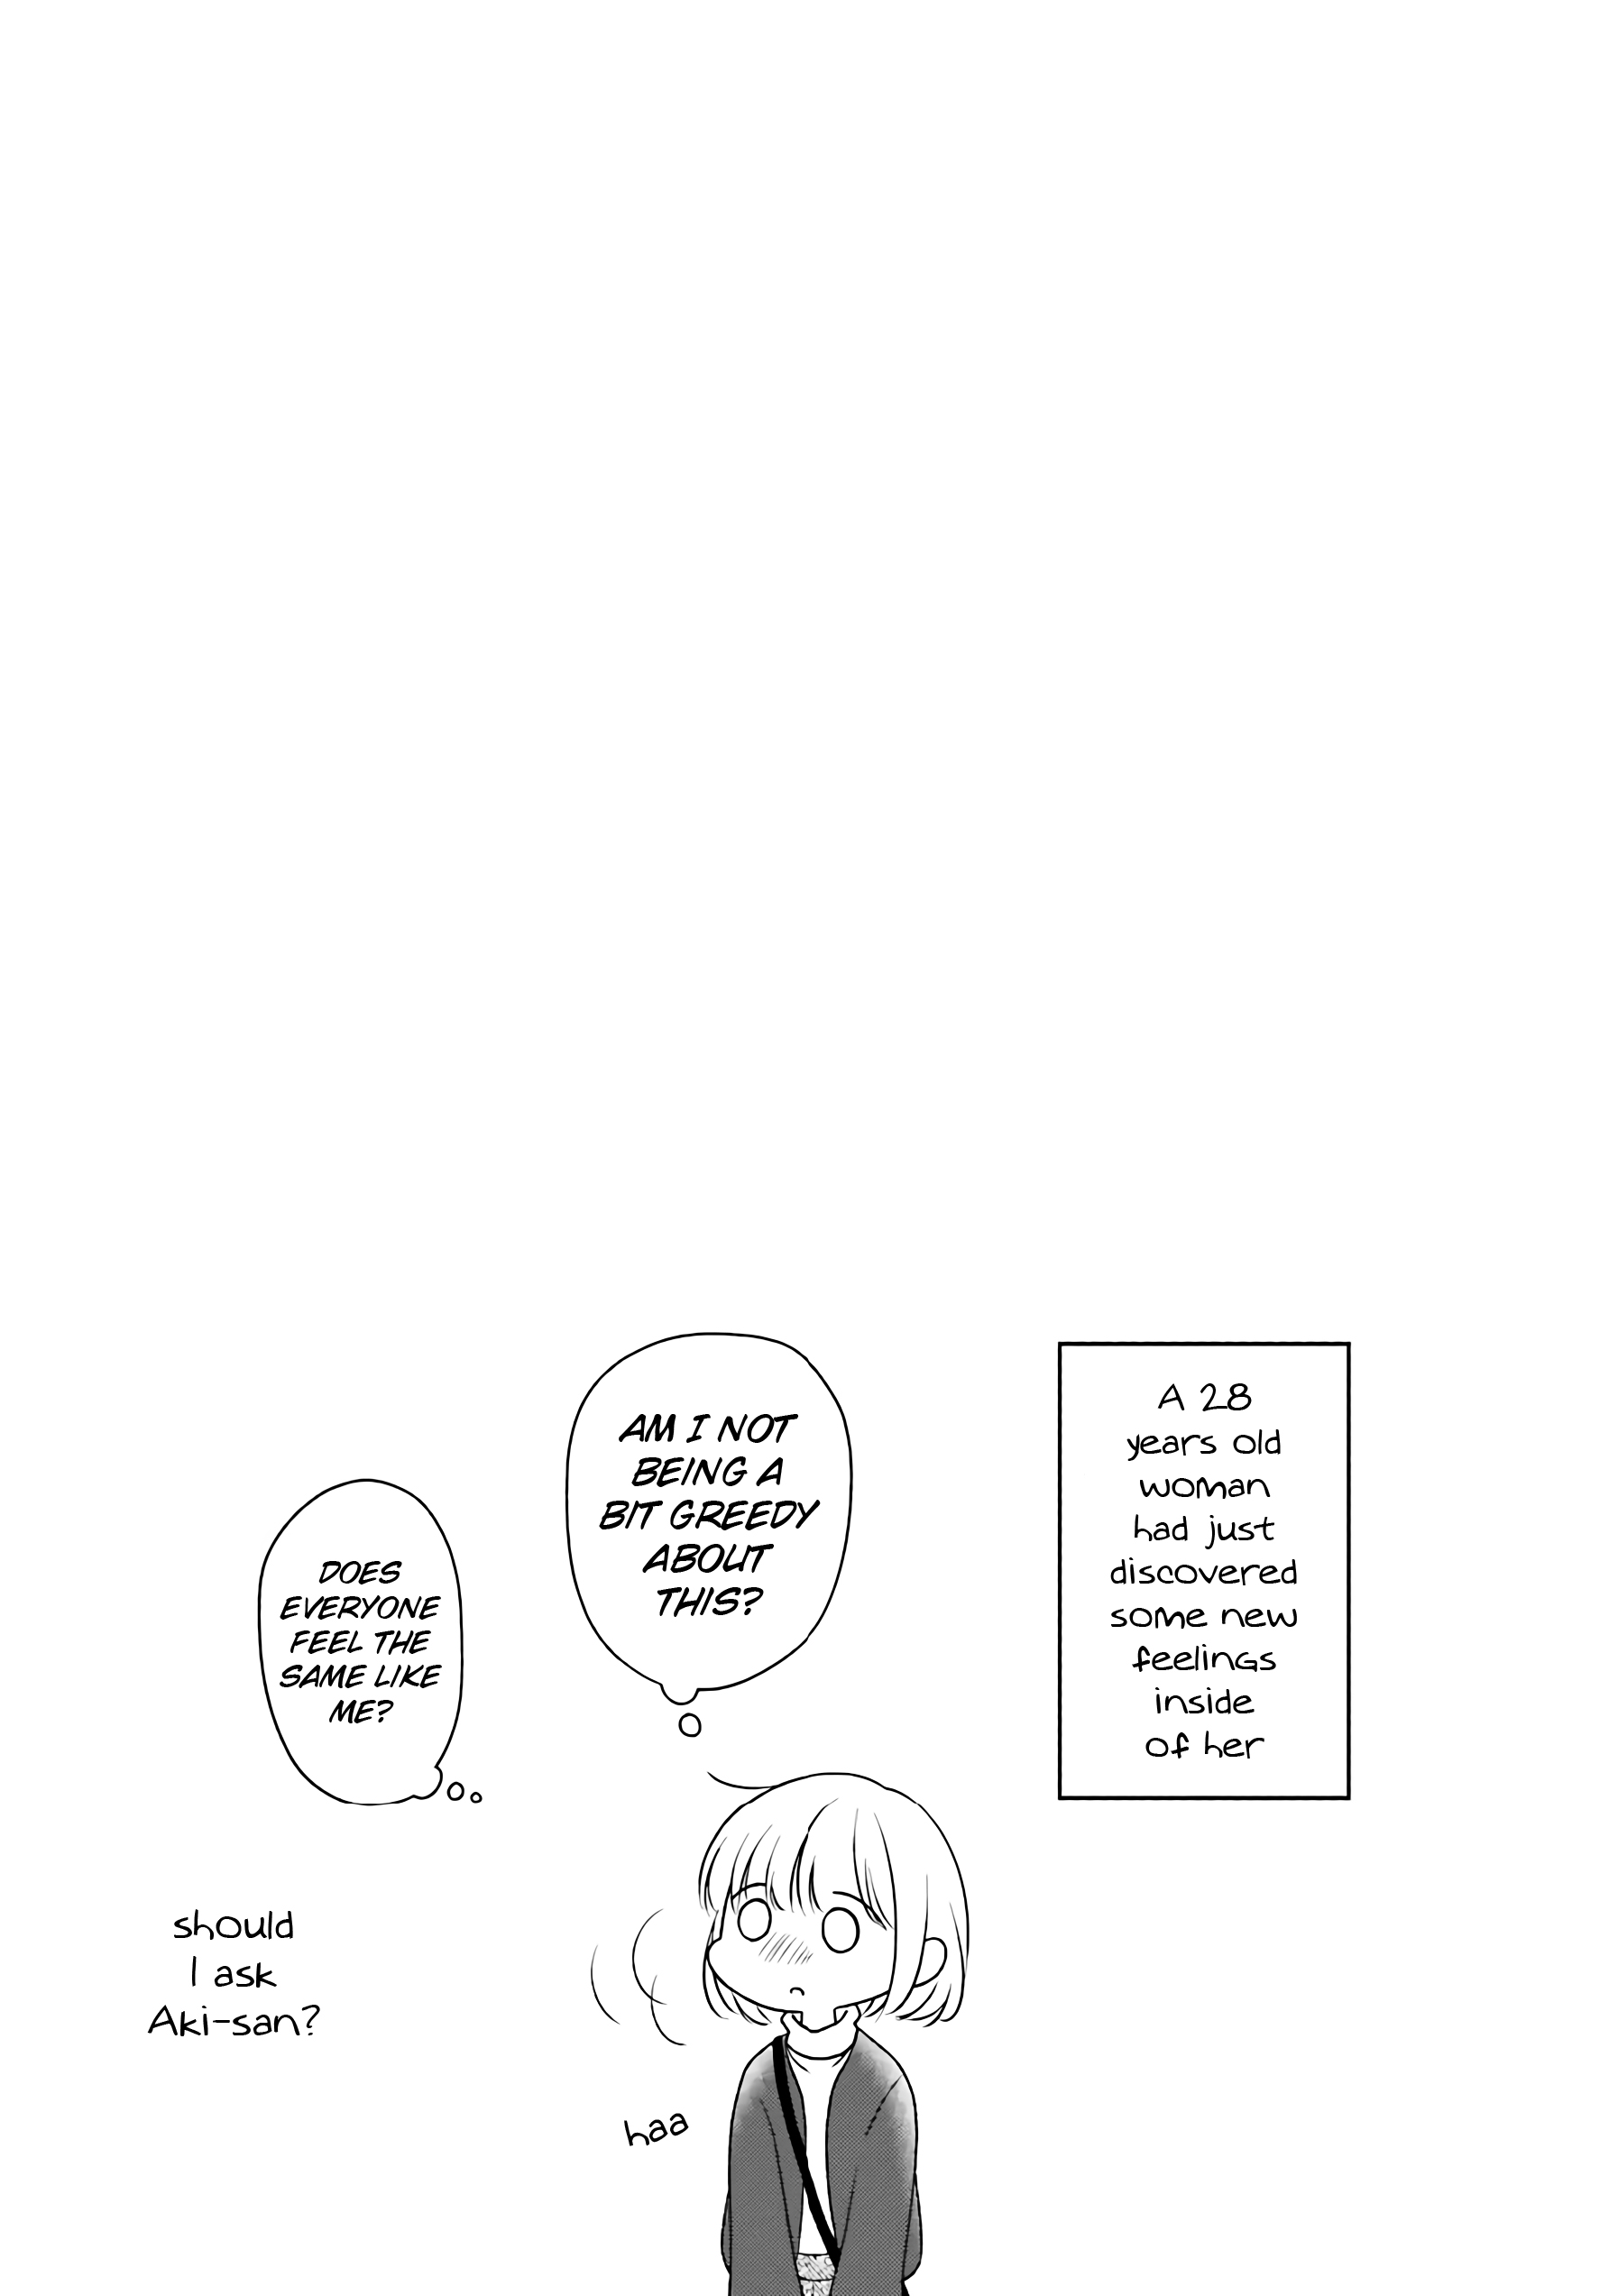 A 28
years old
woman
had just
discovered
some new
feelings
inside
of her
AM I NOT
BEING A
BIT GREEDY
ABOUT
THIS?
DOES
EVERYONE
FEEL THE
SAME LIKE
ME?
should
I ask
Aki-san?
haa